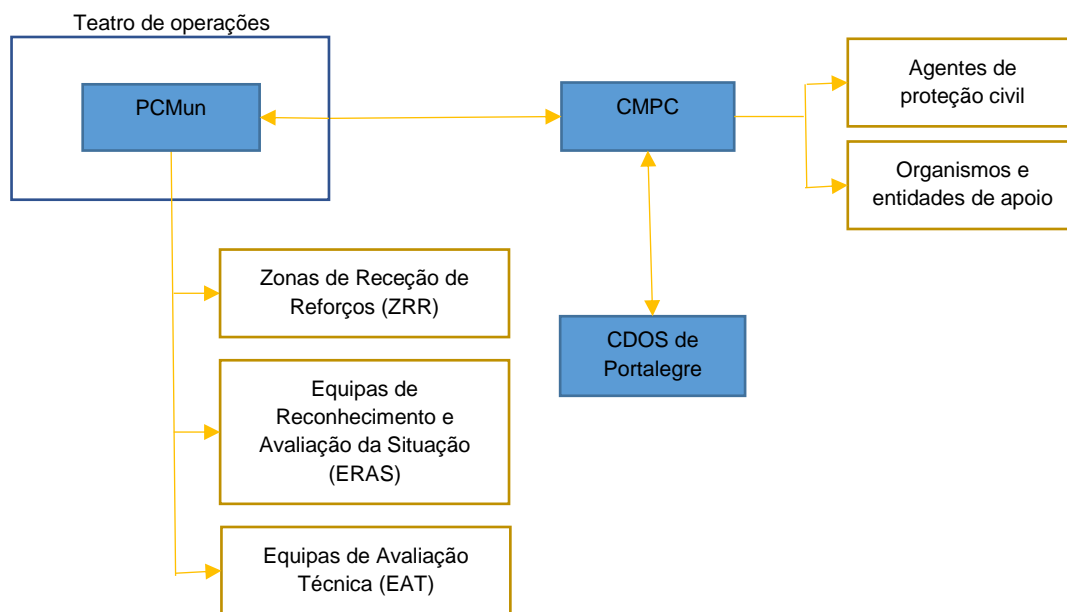 Teatro de operações
PCMun
CMPC
Agentes de
proteção civil
Organismos e
entidades de apoio
Zonas de Receção de
Reforços (ZRR)
CDOS de
Portalegre
Equipas de
Reconhecimento e
Avaliação da Situação
(ERAS)
Equipas de Avaliação
Técnica (EAT)